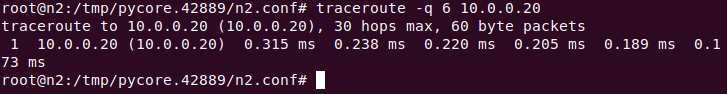 root@n2:/tmp/pycore.42889/n2.conf# traceroute -q 6 10.0.0.20
traceroute to 10.0.0.20 (10.0.0.20), 30 hops max, 60 byte packets
 1  10.0.0.20 (10.0.0.20)  0.315 ms  0.238 ms  0.220 ms  0.205 ms  0.189 ms  0.1
73 ms
root@n2:/tmp/pycore.42889/n2.conf#